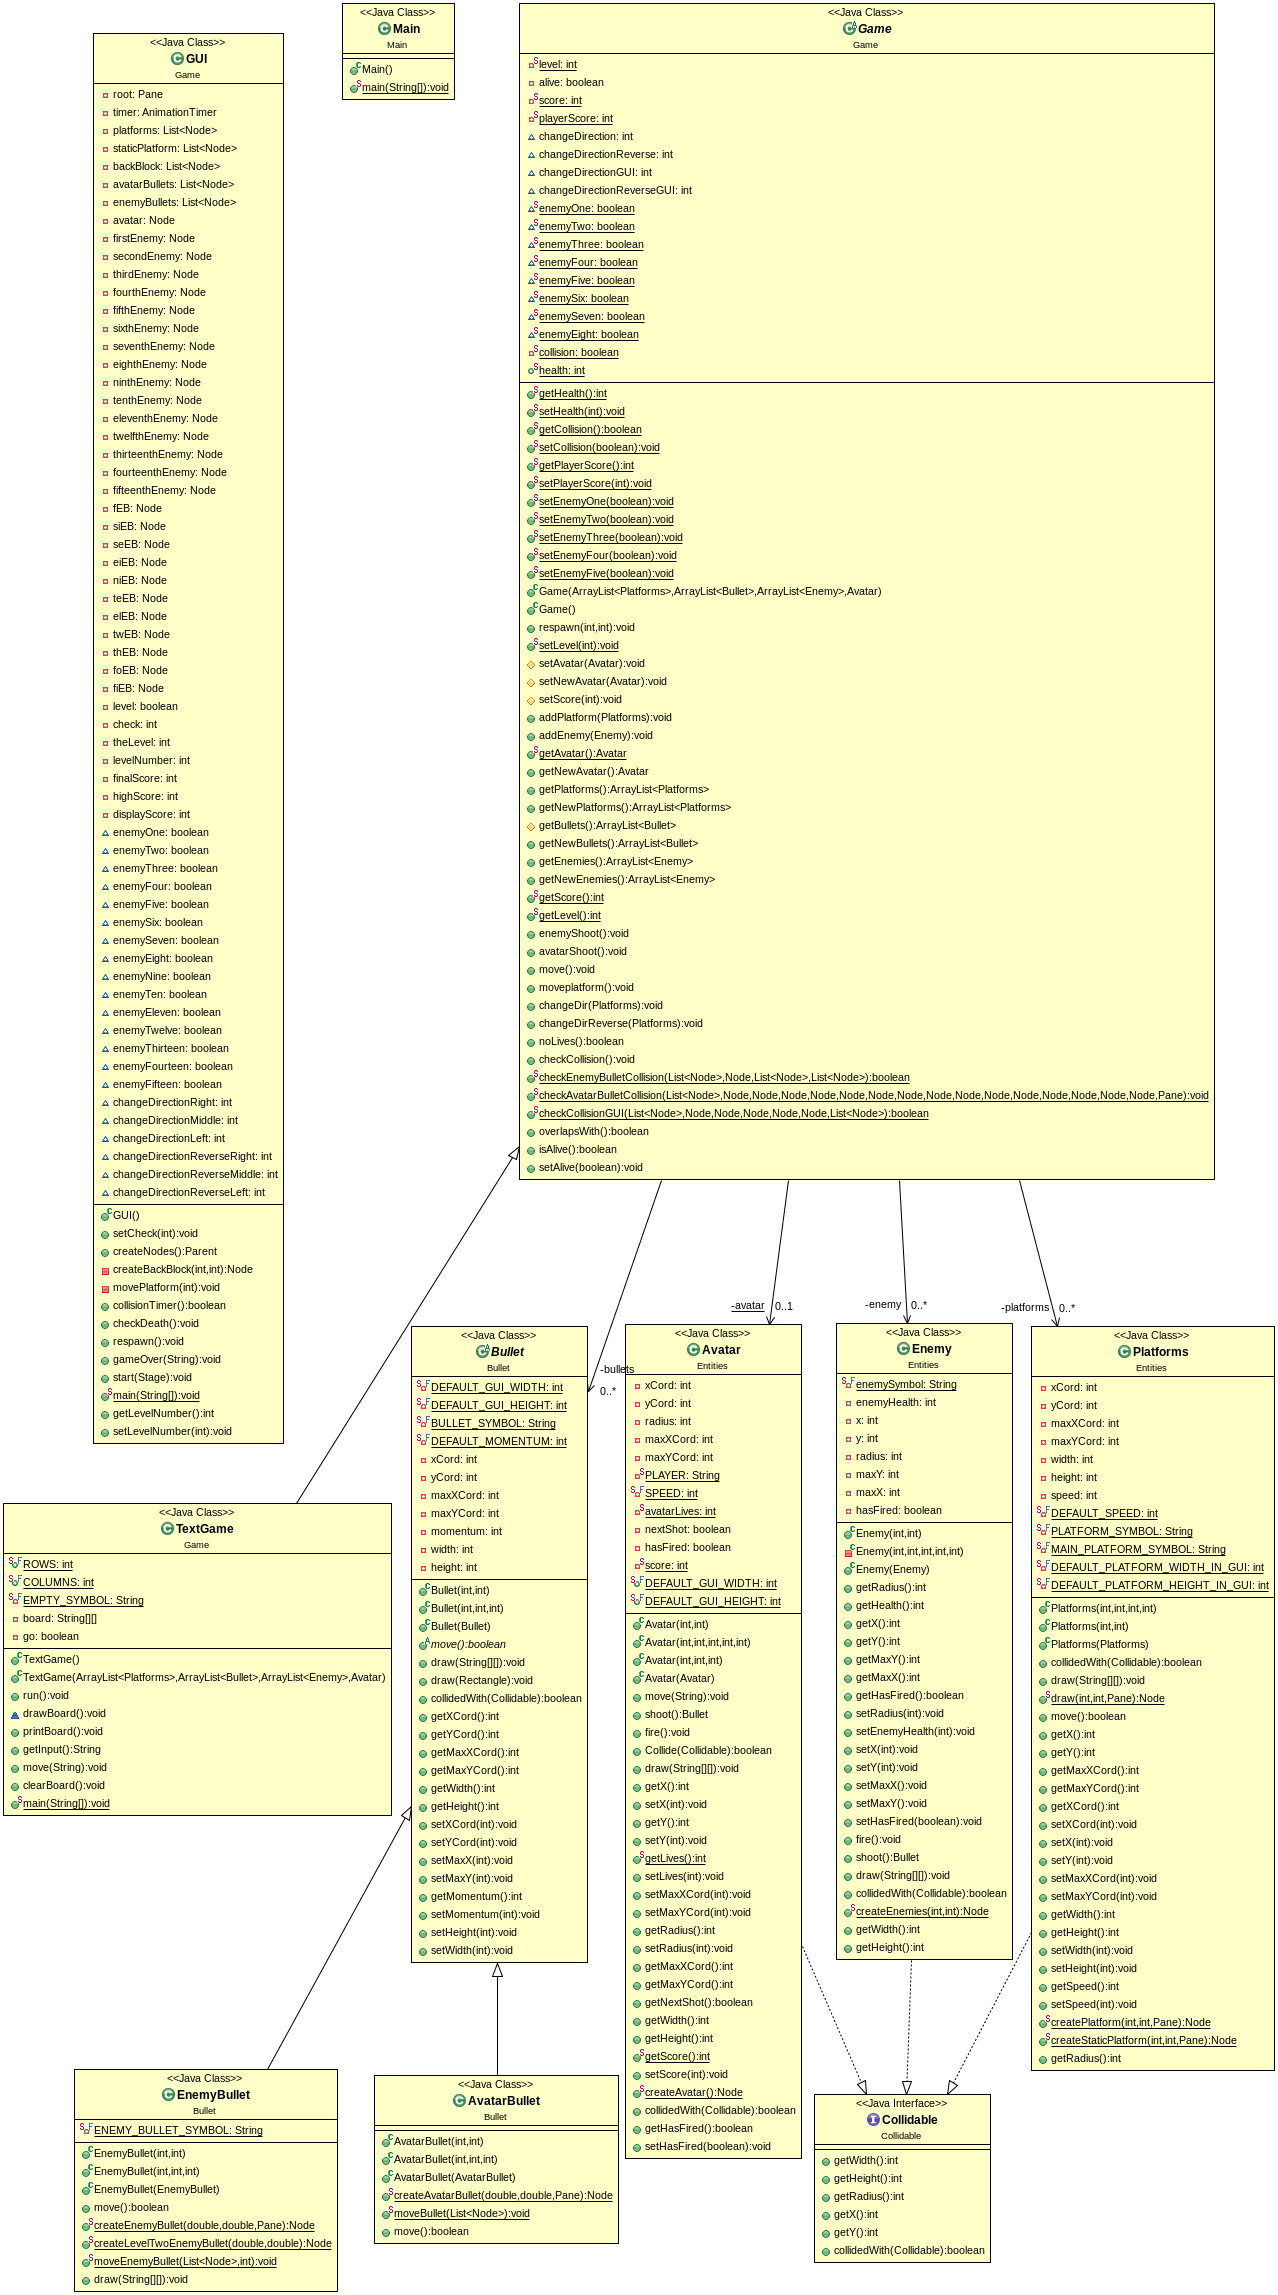 <<Java Class>>
GUI
Game
root: Pane
timer: AnimationTimer
platforms: List<Node>
staticPlatform: List<Node>
backBlock: List<Node>
avatarBullets: List<Node>
enemyBullets: List<Node>
avatar: Node
firstEnemy: Node
secondEnemy: Node
thirdEnemy: Node
fourthEnemy: Node
fifthEnemy: Node
sixthEnemy: Node
seventhEnemy: Node
eighthEnemy: Node
ninthEnemy: Node
tenthEnemy: Node
eleventhEnemy: Node
twelfthEnemy: Node
thirteenthEnemy: Node
fourteenthEnemy: Node
fifteenthEnemy: Node
fEB: Node
siEB: Node
seEB: Node
eiEB: Node
niEB: Node
teEB: Node
elEB: Node
twEB: Node
thEB: Node
foEB: Node
fiEB: Node
level: boolean
check: int
theLevel: int
levelNumber: int
finalScore: int
highScore: int
displayScore: int
enemyOne: boolean
enemyTwo: boolean
enemyThree: boolean
enemyFour: boolean
enemyFive: boolean
enemySix: boolean
enemySeven: boolean
enemyEight: boolean
enemyNine: boolean
enemyTen: boolean
enemyEleven: boolean
enemyTwelve: boolean
enemyThirteen: boolean
enemyFourteen: boolean
enemyFifteen: boolean
changeDirectionRight: int
changeDirectionMiddle: int
changeDirectionLeft: int
changeDirectionReverseRight: int
changeDirectionReverseMiddle: int
changeDirectionReverseLeft: int
GUI()
setCheck(int):void
createNodes():Parent
createBackBlock(int,int):Node
movePlatform(int):void
collisionTimer():boolean
checkDeath():void
respawn():void
gameOver(String):void
start(Stage):void
main(String[]):void
getLevelNumber():int
setLevelNumber(int):void
<<Java Class>>
Main
Main
Main()
main(String[]):void
<<Java Class>>
Game
Game
level: int
alive: boolean
score: int
playerScore: int
changeDirection: int
changeDirectionReverse: int
changeDirectionGUI: int
changeDirectionReverseGUI: int
enemyOne: boolean
enemyTwo: boolean
enemyThree: boolean
enemyFour: boolean
enemyFive: boolean
enemySix: boolean
enemySeven: boolean
enemyEight: boolean
collision: boolean
health: int
getHealth():int
setHealth(int):void
getCollision():boolean
setCollision(boolean):void
getPlayerScore():int
setPlayerScore(int):void
setEnemyOne(boolean):void
setEnemyTwo(boolean):void
setEnemyThree(boolean):void
setEnemyFour(boolean):void
setEnemyFive(boolean):void
Game(ArrayList<Platforms>,ArrayList<Bullet>,ArrayList<Enemy>,Avatar)
Game()
respawn(int,int):void
setLevel(int):void
setAvatar(Avatar):void
setNewAvatar(Avatar):void
setScore(int):void
addPlatform(Platforms):void
addEnemy(Enemy):void
getAvatar():Avatar
getNewAvatar():Avatar
getPlatforms():ArrayList<Platforms>
getNewPlatforms():ArrayList<Platforms>
getBullets():ArrayList<Bullet>
getNewBullets():ArrayList<Bullet>
getEnemies():ArrayList<Enemy>
getNewEnemies():ArrayList<Enemy>
getScore():int
getLevel():int
enemyShoot():void
avatarShoot():void
move():void
moveplatform():void
changeDir(Platforms):void
changeDirReverse(Platforms):void
noLives():boolean
checkCollision():void
checkEnemyBulletCollision(List<Node>,Node,List<Node>,List<Node>):boolean
checkAvatarBulletCollision(List<Node>,Node,Node,Node,Node,Node,Node,Node,Node,Node,Node,Node,Node,Node,Node,Node,Pane):void
checkCollisionGUI(List<Node>,Node,Node,Node,Node,Node,List<Node>):boolean
overlapsWith():boolean
isAlive():boolean
setAlive(boolean):void
-bullets
0..*
-avatar
0..1
-enemy
0..*
-platforms
0..*
<<Java Class>>
TextGame
Game
ROWS: int
COLUMNS: int
EMPTY_SYMBOL: String
board: String[][]
go: boolean
TextGame()
TextGame(ArrayList<Platforms>,ArrayList<Bullet>,ArrayList<Enemy>,Avatar)
run():void
drawBoard():void
printBoard():void
getInput():String
move(String):void
clearBoard():void
main(String[]):void
<<Java Class>>
Bullet
Bullet
DEFAULT_GUI_WIDTH: int
DEFAULT_GUI_HEIGHT: int
BULLET_SYMBOL: String
DEFAULT_MOMENTUM: int
xCord: int
yCord: int
maxXCord: int
maxYCord: int
momentum: int
width: int
height: int
Bullet(int,int)
Bullet(int,int,int)
Bullet(Bullet)
move():boolean
draw(String[][]):void
draw(Rectangle):void
collidedWith(Collidable):boolean
getXCord():int
getYCord():int
getMaxXCord():int
getMaxYCord():int
getWidth():int
getHeight():int
setXCord(int):void
setYCord(int):void
setMaxX(int):void
setMaxY(int):void
getMomentum():int
setMomentum(int):void
setHeight(int):void
setWidth(int):void
<<Java Class>>
Avatar
Entities
xCord: int
yCord: int
radius: int
maxXCord: int
maxYCord: int
PLAYER: String
SPEED: int
avatarLives: int
nextShot: boolean
hasFired: boolean
score: int
DEFAULT_GUI_WIDTH: int
DEFAULT_GUI_HEIGHT: int
Avatar(int,int)
Avatar(int,int,int,int,int)
Avatar(int,int,int)
Avatar(Avatar)
move(String):void
shoot():Bullet
fire():void
Collide(Collidable):boolean
draw(String[][]):void
getX():int
setX(int):void
getY():int
setY(int):void
getLives():int
setLives(int):void
setMaxXCord(int):void
setMaxYCord(int):void
getRadius():int
setRadius(int):void
getMaxXCord():int
getMaxYCord():int
getNextShot():boolean
getWidth():int
getHeight():int
getScore():int
setScore(int):void
createAvatar():Node
collidedWith(Collidable):boolean
getHasFired():boolean
setHasFired(boolean):void
<<Java Class>>
Enemy
Entities
enemySymbol: String
enemyHealth: int
x: int
y: int
radius: int
maxY: int
maxX: int
hasFired: boolean
Enemy(int,int)
Enemy(int,int,int,int,int)
Enemy(Enemy)
getRadius():int
getHealth():int
getX():int
getY():int
getMaxY():int
getMaxX():int
getHasFired():boolean
setRadius(int):void
setEnemyHealth(int):void
setX(int):void
setY(int):void
setMaxX():void
setMaxY():void
setHasFired(boolean):void
fire():void
shoot():Bullet
draw(String[][]):void
collidedWith(Collidable):boolean
createEnemies(int,int):Node
getWidth():int
getHeight():int
<<Java Class>>
Platforms
Entities
xCord: int
yCord: int
maxXCord: int
maxYCord: int
width: int
height: int
speed: int
DEFAULT_SPEED: int
PLATFORM_SYMBOL: String
MAIN_PLATFORM_SYMBOL: String
DEFAULT_PLATFORM_WIDTH_IN_GUI: int
DEFAULT_PLATFORM_HEIGHT_IN_GUI: int
Platforms(int,int,int,int)
Platforms(int,int)
Platforms(Platforms)
collidedWith(Collidable):boolean
draw(String[][]):void
draw(int,int,Pane):Node
move():boolean
getX():int
getY():int
getMaxXCord():int
getMaxYCord():int
getXCord():int
setXCord(int):void
setX(int):void
setY(int):void
setMaxXCord(int):void
setMaxYCord(int):void
getWidth():int
getHeight():int
setWidth(int):void
setHeight(int):void
getSpeed():int
setSpeed(int):void
createPlatform(int,int,Pane):Node
createStaticPlatform(int,int,Pane):Node
getRadius():int
<<Java Class>>
EnemyBullet
Bullet
ENEMY_BULLET_SYMBOL: String
EnemyBullet(int,int)
EnemyBullet(int,int,int)
EnemyBullet(EnemyBullet)
move():boolean
createEnemyBullet(double,double,Pane):Node
createLevelTwoEnemyBullet(double,double):Node
moveEnemyBullet(List<Node>,int):void
draw(String[][]):void
<<Java Class>>
AvatarBullet
Bullet
AvatarBullet(int,int)
AvatarBullet(int,int,int)
AvatarBullet(AvatarBullet)
createAvatarBullet(double,double,Pane):Node
moveBullet(List<Node>):void
move():boolean
<<Java Interface>>
Collidable
Collidable
getWidth():int
getHeight():int
getRadius():int
getX():int
getY():int
collidedWith(Collidable):boolean